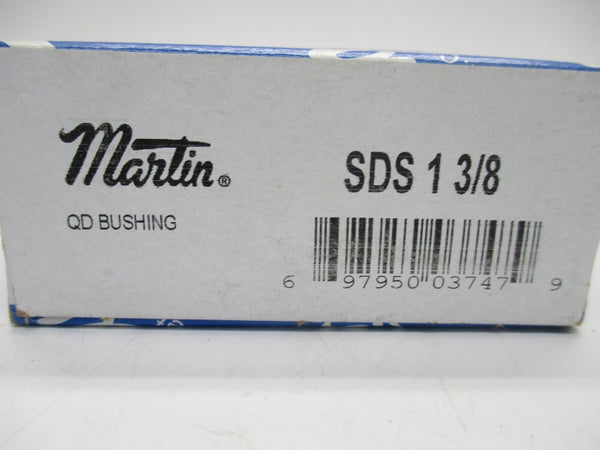 Martin®
SDS 1 3/8
QD BUSHING
6 97950 03747 9